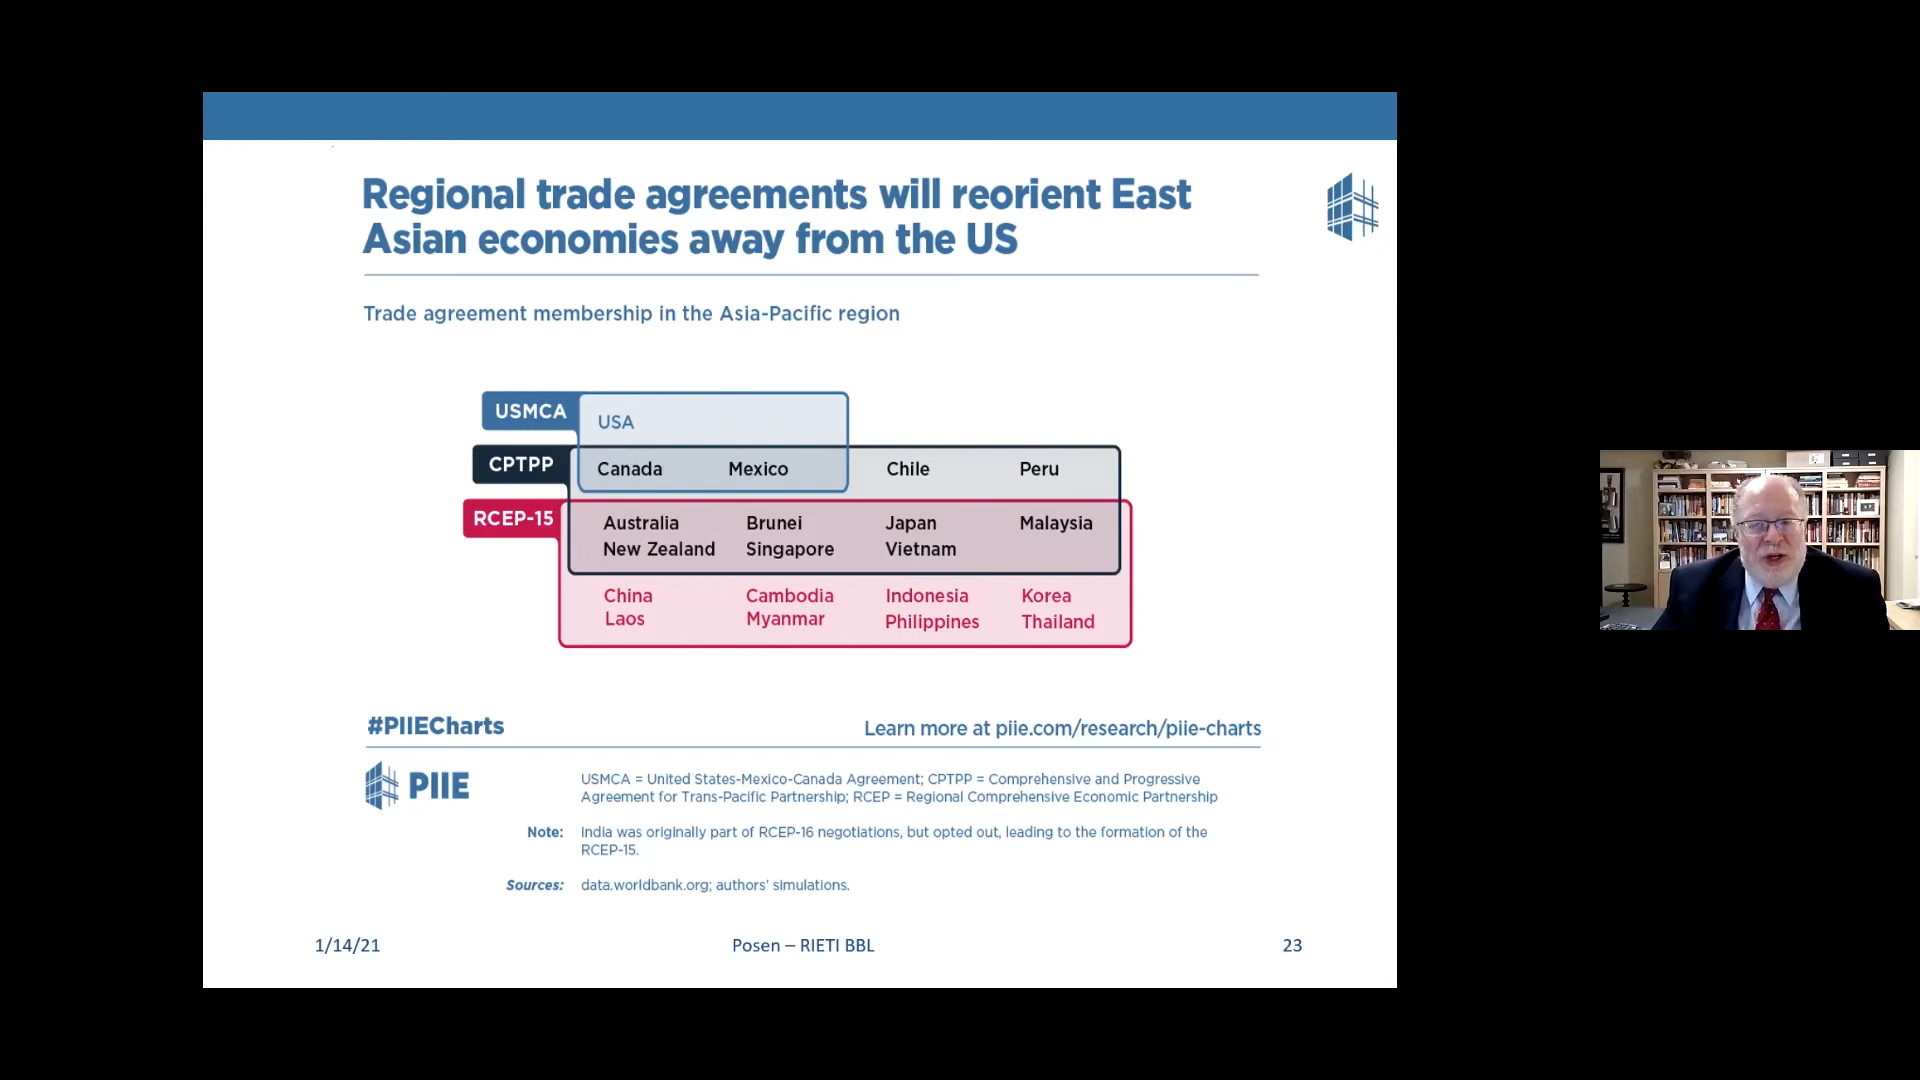 Regional trade agreements will reorient East
Asian economies away from the US
Trade agreement membership in the Asia-Pacific region
USMCA
USA
CPTPP
Canada Mexico Chile Peru
RCEP-15
Australia Brunei Japan Malaysia
New Zealand Singapore Vietnam
China Cambodia Indonesia Korea
Laos Myanmar Philippines Thailand
#PIIECharts
Learn more at piie.com/research/piie-charts
PIIE
USMCA = United States-Mexico-Canada Agreement; CPTPP = Comprehensive and Progressive
Agreement for Trans-Pacific Partnership; RCEP = Regional Comprehensive Economic Partnership
Note: India was originally part of RCEP-16 negotiations, but opted out, leading to the formation of the
RCEP-15.
Sources: data.worldbank.org; authors' simulations.
1/14/21 Posen – RIETI BBL 23